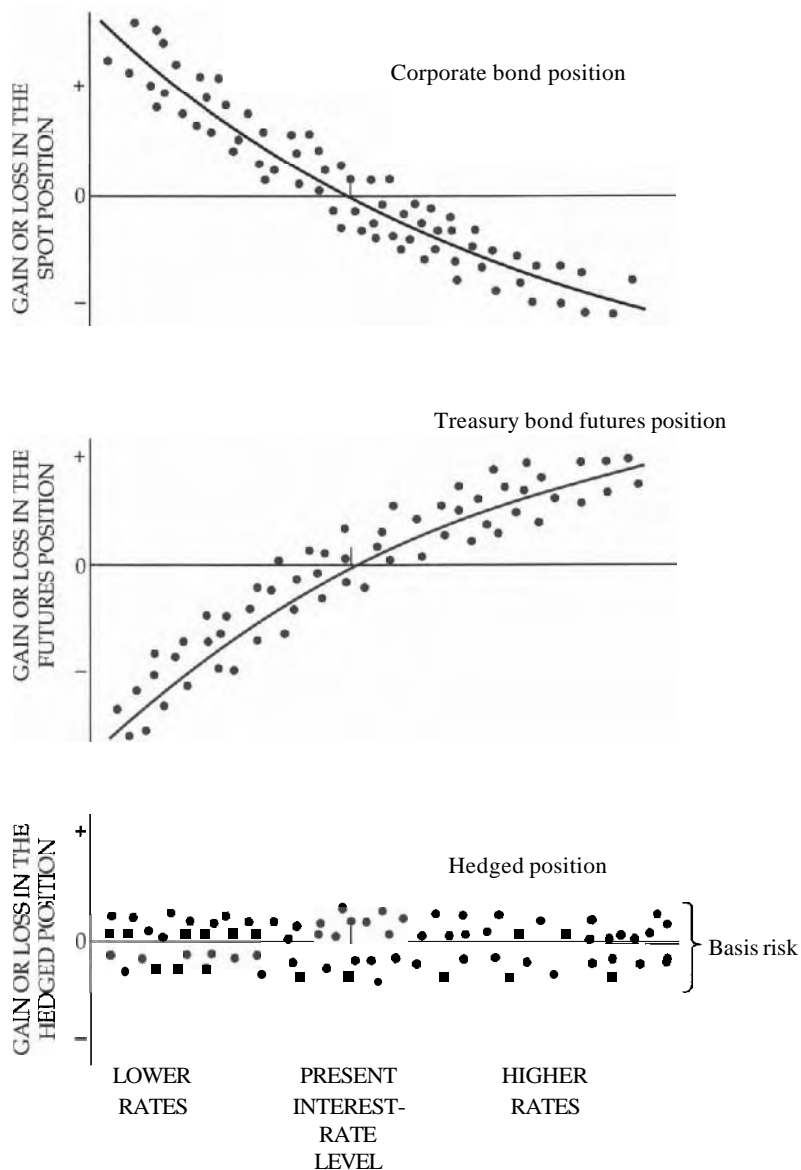 Corporate bond position
GAIN OR LOSS IN THE
SPOT POSITION
+
0
−
Treasury bond futures position
GAIN OR LOSS IN THE
FUTURES POSITION
+
0
−
Hedged position
GAIN OR LOSS IN THE
HEDGED POSITION
+
0
−
Basis risk
LOWER
RATES
PRESENT
INTEREST-
RATE
LEVEL
HIGHER
RATES